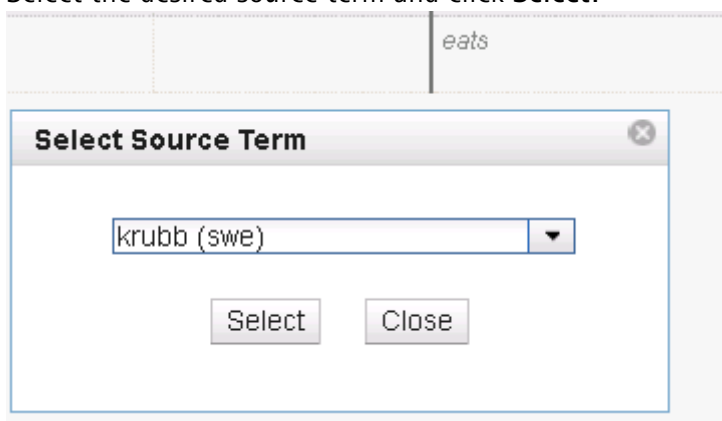 Select the desired source term and click Select.
eats
Select Source Term
krubb (swe)
Select Close